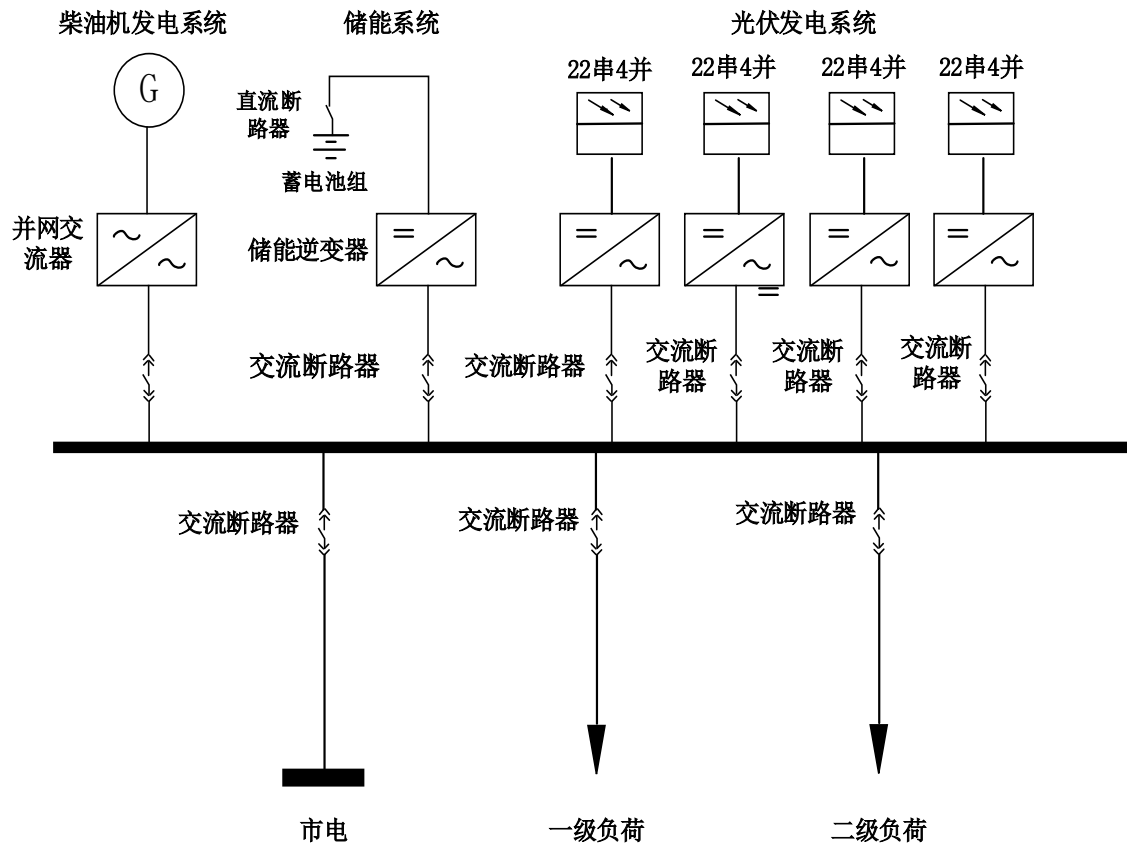 柴油机发电系统
储能系统
光伏发电系统
22串4并
22串4并
22串4并
22串4并
G
直流断
路器
蓄电池组
并网交
流器
储能逆变器
交流断路器
交流断路器
交流断
路器
交流断
路器
交流断
路器
交流断路器
交流断路器
交流断路器
市电
一级负荷
二级负荷